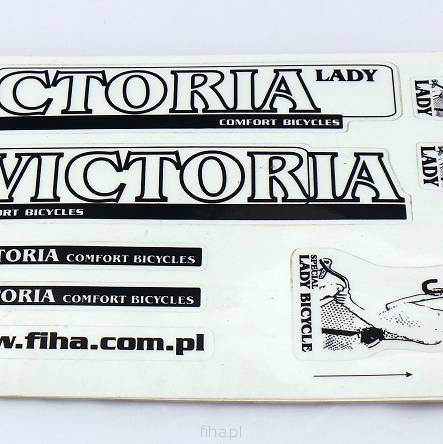 CTORIA LADY
COMFORT BICYCLES
LADY
VICTORIA
ORT BICYCLES
LADY
TORIA COMFORT BICYCLES
TORIA COMFORT BICYCLES
w.fiha.com.pl
SPECIAL
LADY BICYCLE
fiha.pl